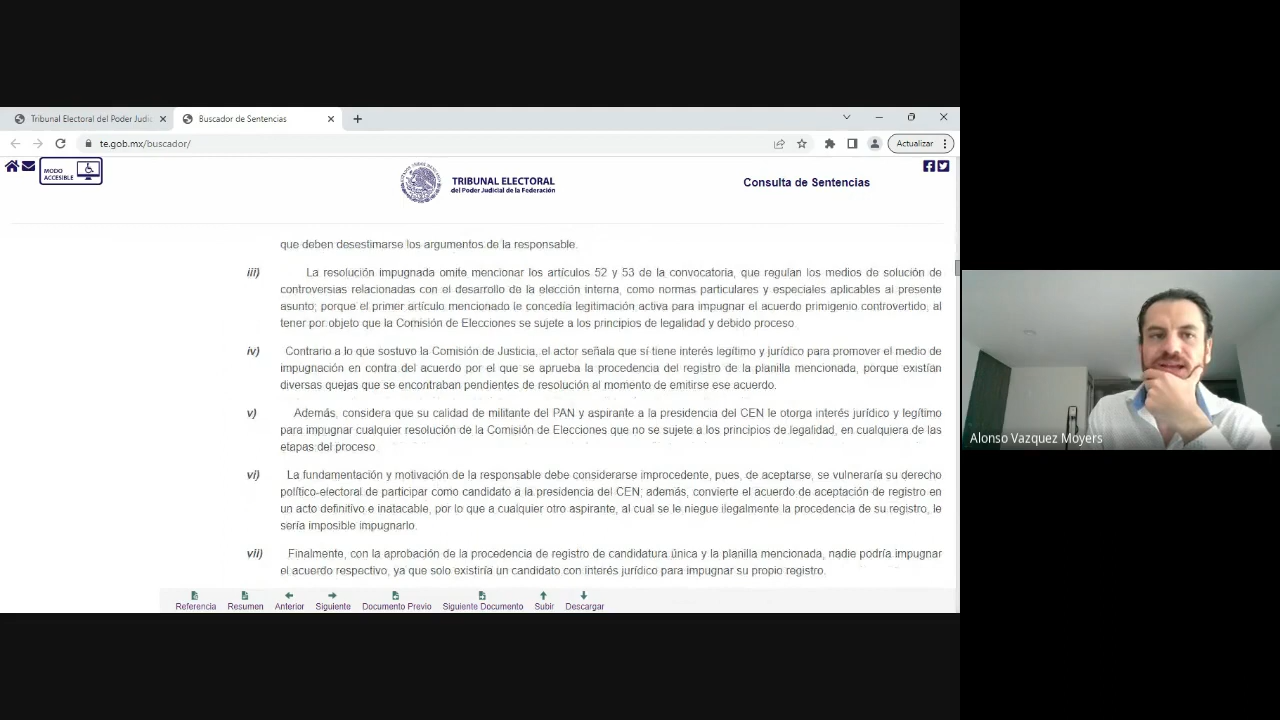 Tribunal Electoral del Poder Judic
Buscador de Sentencias
te.gob.mx/buscador/
Actualizar
MODO
ACCESIBLE
TRIBUNAL ELECTORAL
del Poder Judicial de la Federación
Consulta de Sentencias
que deben desestimarse los argumentos de la responsable.
iii) La resolución impugnada omite mencionar los artículos 52 y 53 de la convocatoria, que regulan los medios de solución de
controversias relacionadas con el desarrollo de la elección interna, como normas particulares y especiales aplicables al presente
asunto; porque el primer artículo mencionado le concedía legitimación activa para impugnar el acuerdo primigenio controvertido, al
tener por objeto que la Comisión de Elecciones se sujete a los principios de legalidad y debido proceso.
iv) Contrario a lo que sostuvo la Comisión de Justicia, el actor señala que sí tiene interés legítimo y jurídico para promover el medio de
impugnación en contra del acuerdo por el que se aprueba la procedencia del registro de la planilla mencionada, porque existían
diversas quejas que se encontraban pendientes de resolución al momento de emitirse ese acuerdo.
v) Además, considera que su calidad de militante del PAN y aspirante a la presidencia del CEN le otorga interés jurídico y legítimo
para impugnar cualquier resolución de la Comisión de Elecciones que no se sujete a los principios de legalidad, en cualquiera de las
etapas del proceso.
vi) La fundamentación y motivación de la responsable debe considerarse improcedente, pues, de aceptarse, se vulneraría su derecho
político-electoral de participar como candidato a la presidencia del CEN; además, convierte el acuerdo de aceptación de registro en
un acto definitivo e inatacable, por lo que a cualquier otro aspirante, al cual se le niegue ilegalmente la procedencia de su registro, le
sería imposible impugnarlo.
vii) Finalmente, con la aprobación de la procedencia de registro de candidatura única y la planilla mencionada, nadie podría impugnar
el acuerdo respectivo, ya que solo existiría un candidato con interés jurídico para impugnar su propio registro.
Referencia Resumen Anterior Siguiente Documento Previo Siguiente Documento Subir Descargar
Alonso Vazquez Moyers